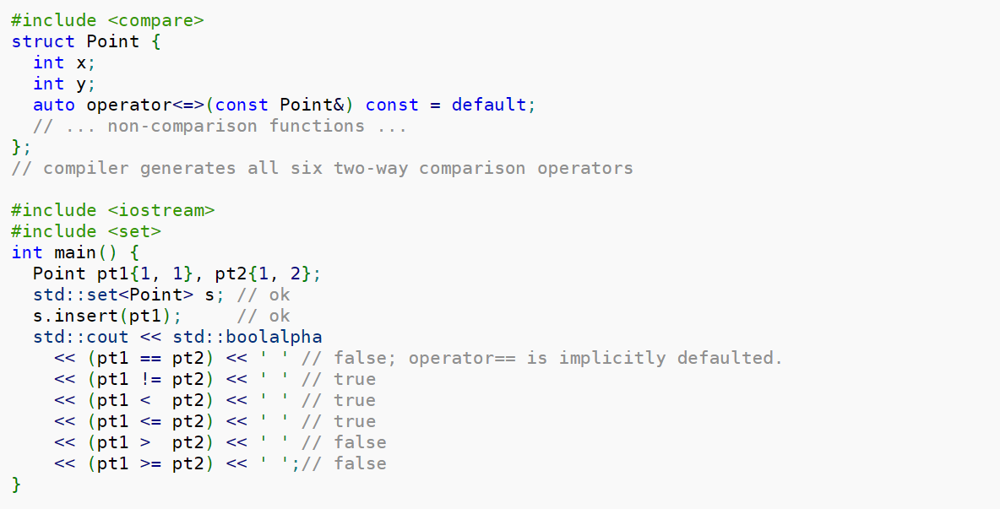 #include <compare>
struct Point {
  int x;
  int y;
  auto operator<=>(const Point&) const = default;
  // ... non-comparison functions ...
};
// compiler generates all six two-way comparison operators

#include <iostream>
#include <set>
int main() {
  Point pt1{1, 1}, pt2{1, 2};
  std::set<Point> s; // ok
  s.insert(pt1);     // ok
  std::cout << std::boolalpha
    << (pt1 == pt2) << ' ' // false; operator== is implicitly defaulted.
    << (pt1 != pt2) << ' ' // true
    << (pt1 <  pt2) << ' ' // true
    << (pt1 <= pt2) << ' ' // true
    << (pt1 >  pt2) << ' ' // false
    << (pt1 >= pt2) << ' ';// false
}